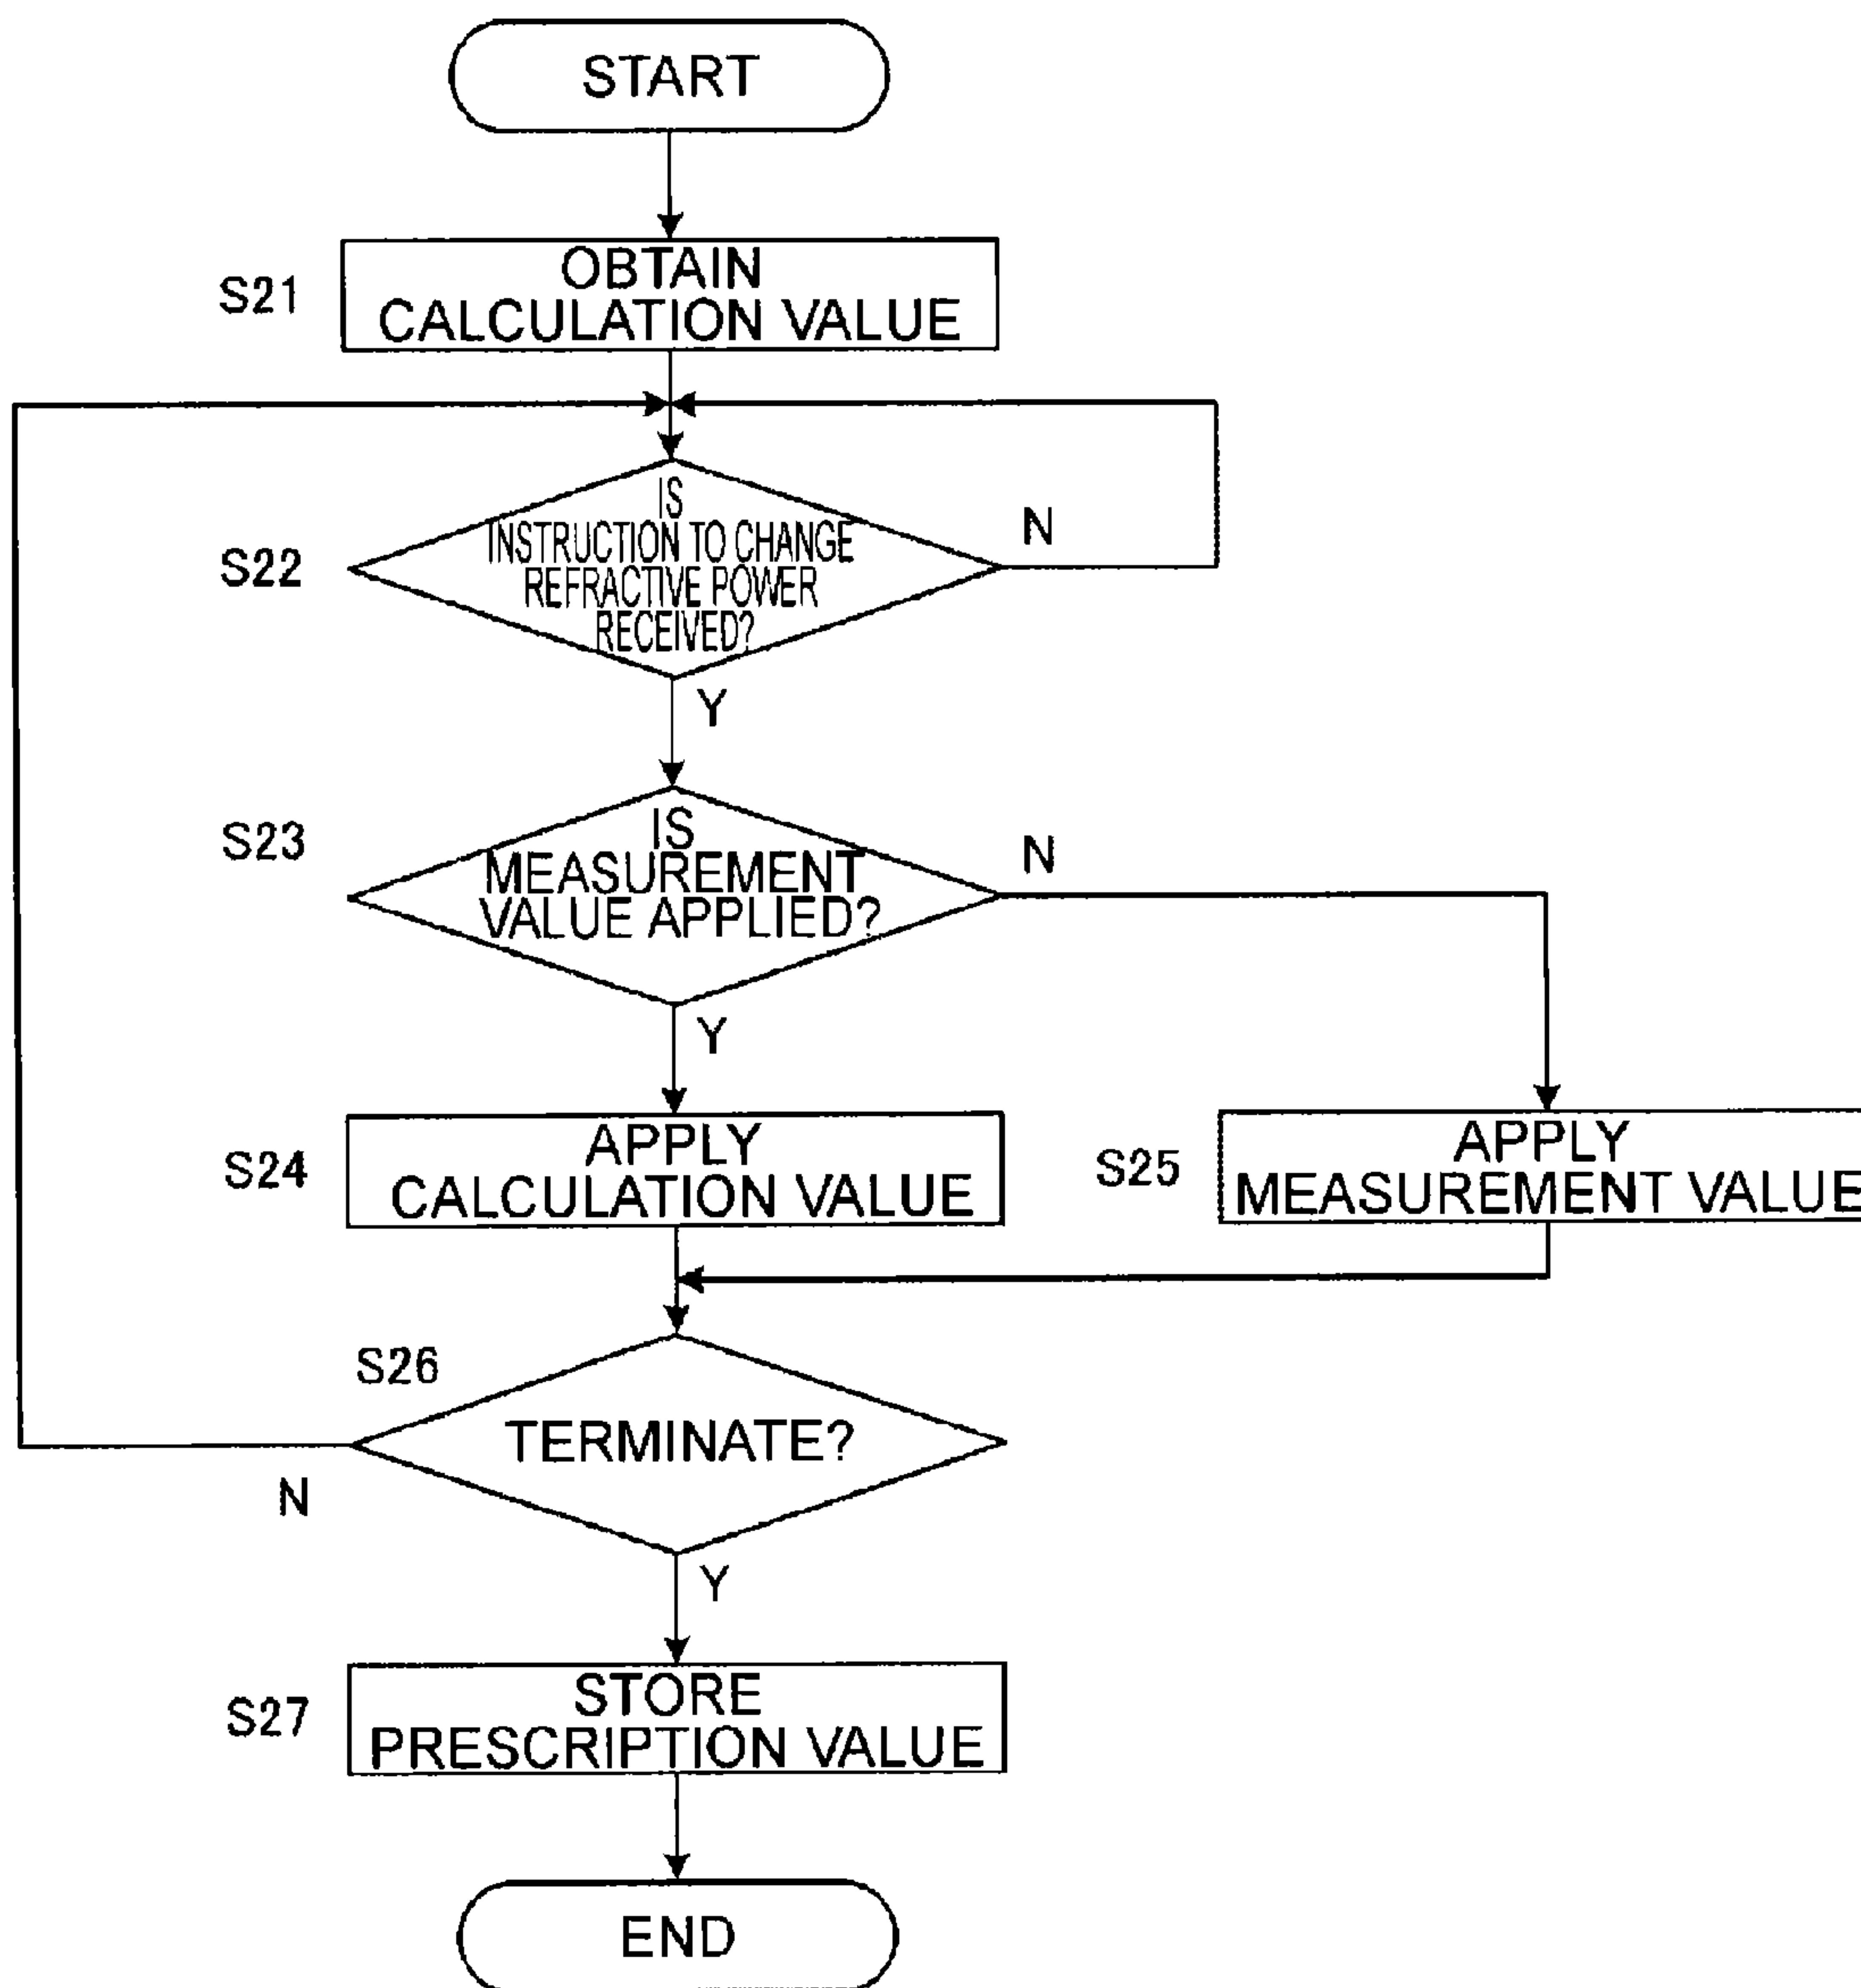 START
S21
OBTAIN
CALCULATION VALUE
S22
IS
INSTRUCTION TO CHANGE
REFRACTIVE POWER
RECEIVED?
N
Y
S23
IS
MEASUREMENT
VALUE APPLIED?
N
Y
S24
APPLY
CALCULATION VALUE
S25
APPLY
MEASUREMENT VALUE
S26
TERMINATE?
N
Y
S27
STORE
PRESCRIPTION VALUE
END